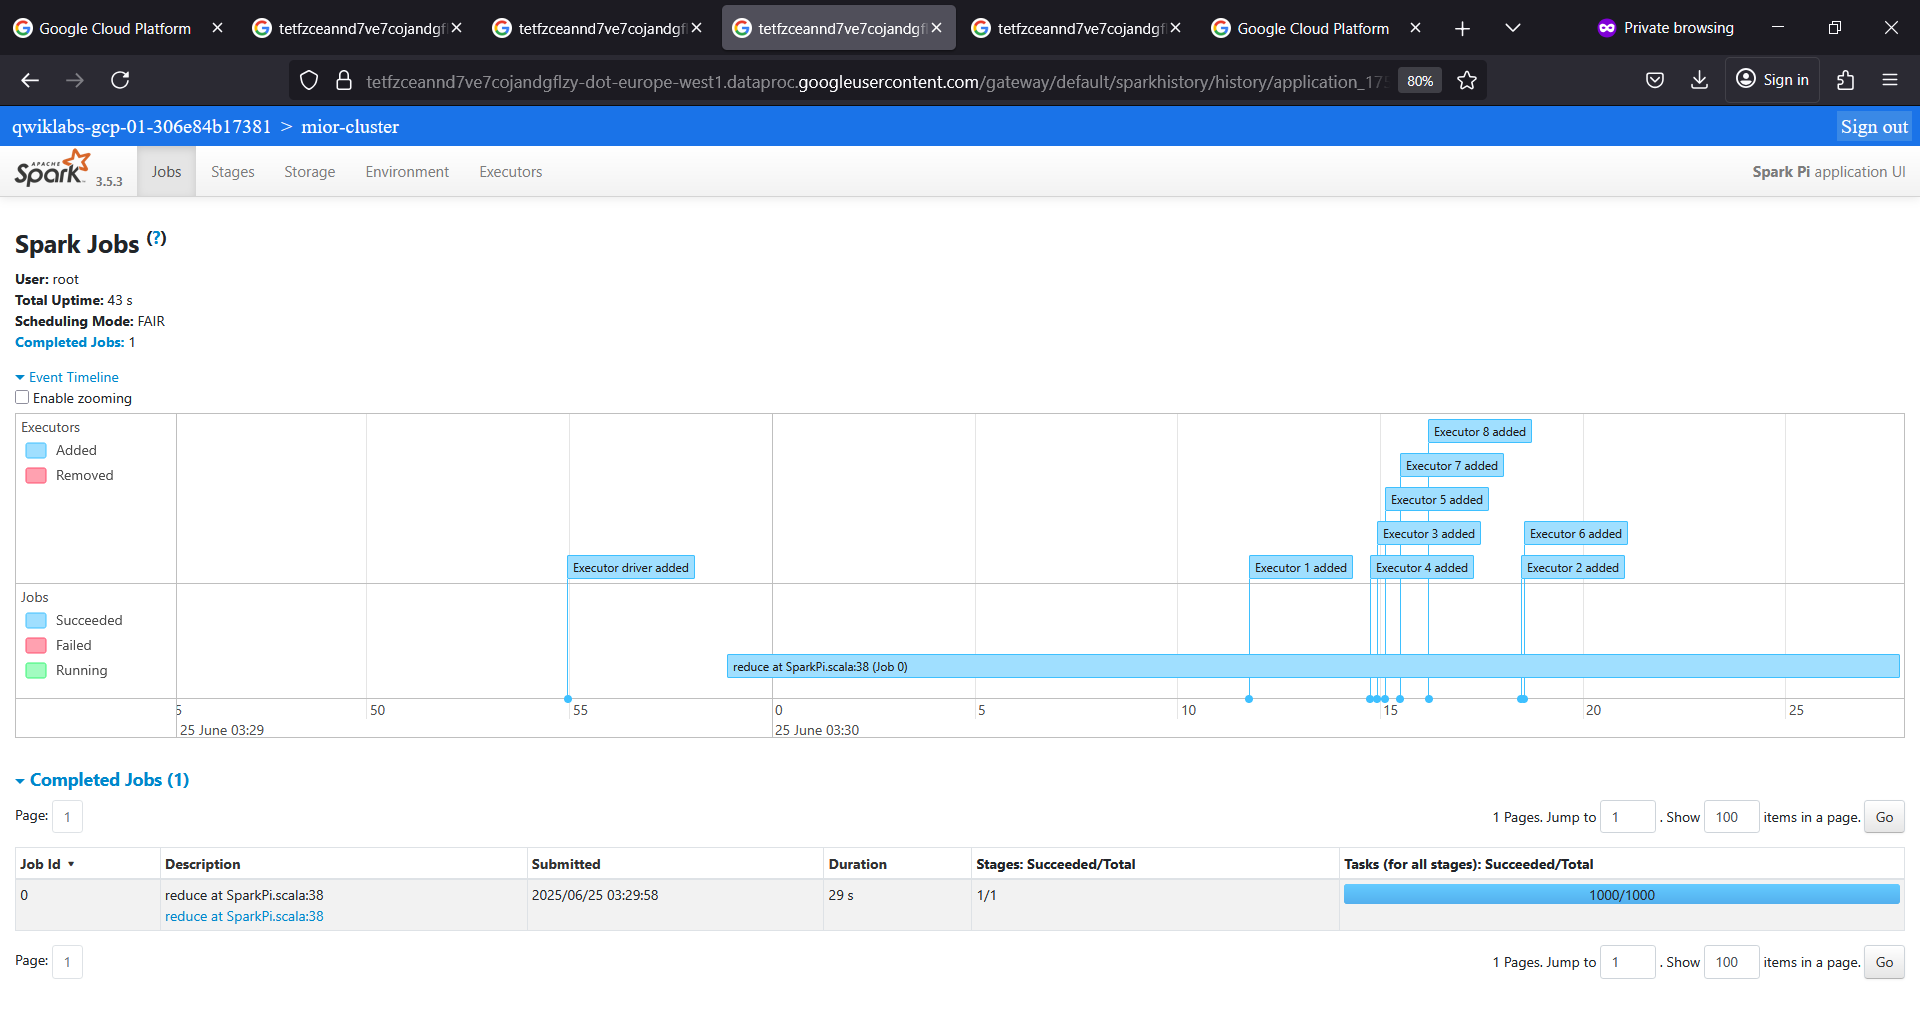 Google Cloud Platform
tetfzceannd7ve7cojandgfl
tetfzceannd7ve7cojandgfl
tetfzceannd7ve7cojandgfl
tetfzceannd7ve7cojandgfl
Google Cloud Platform
Private browsing
tetfzceannd7ve7cojandgflzy-dot-europe-west1.dataproc.googleusercontent.com/gateway/default/sparkhistory/history/application_17
80%
Sign in
qwiklabs-gcp-01-306e84b17381 > mior-cluster
Sign out
APACHE Spark 3.5.3
Jobs
Stages
Storage
Environment
Executors
Spark Pi application UI
Spark Jobs (?)
User: root
Total Uptime: 43 s
Scheduling Mode: FAIR
Completed Jobs: 1
Event Timeline
Enable zooming
Executors
Added
Removed
Executor 8 added
Executor 7 added
Executor 5 added
Executor 3 added
Executor 6 added
Executor driver added
Executor 1 added
Executor 4 added
Executor 2 added
Jobs
Succeeded
Failed
Running
reduce at SparkPi.scala:38 (Job 0)
5 50 55 0 5 10 15 20 25
25 June 03:29
25 June 03:30
Completed Jobs (1)
Page: 1
1 Pages. Jump to 1 . Show 100 items in a page. Go
Job Id ▾ Description Submitted Duration Stages: Succeeded/Total Tasks (for all stages): Succeeded/Total
0 reduce at SparkPi.scala:38 2025/06/25 03:29:58 29 s 1/1 1000/1000
reduce at SparkPi.scala:38
Page: 1
1 Pages. Jump to 1 . Show 100 items in a page. Go